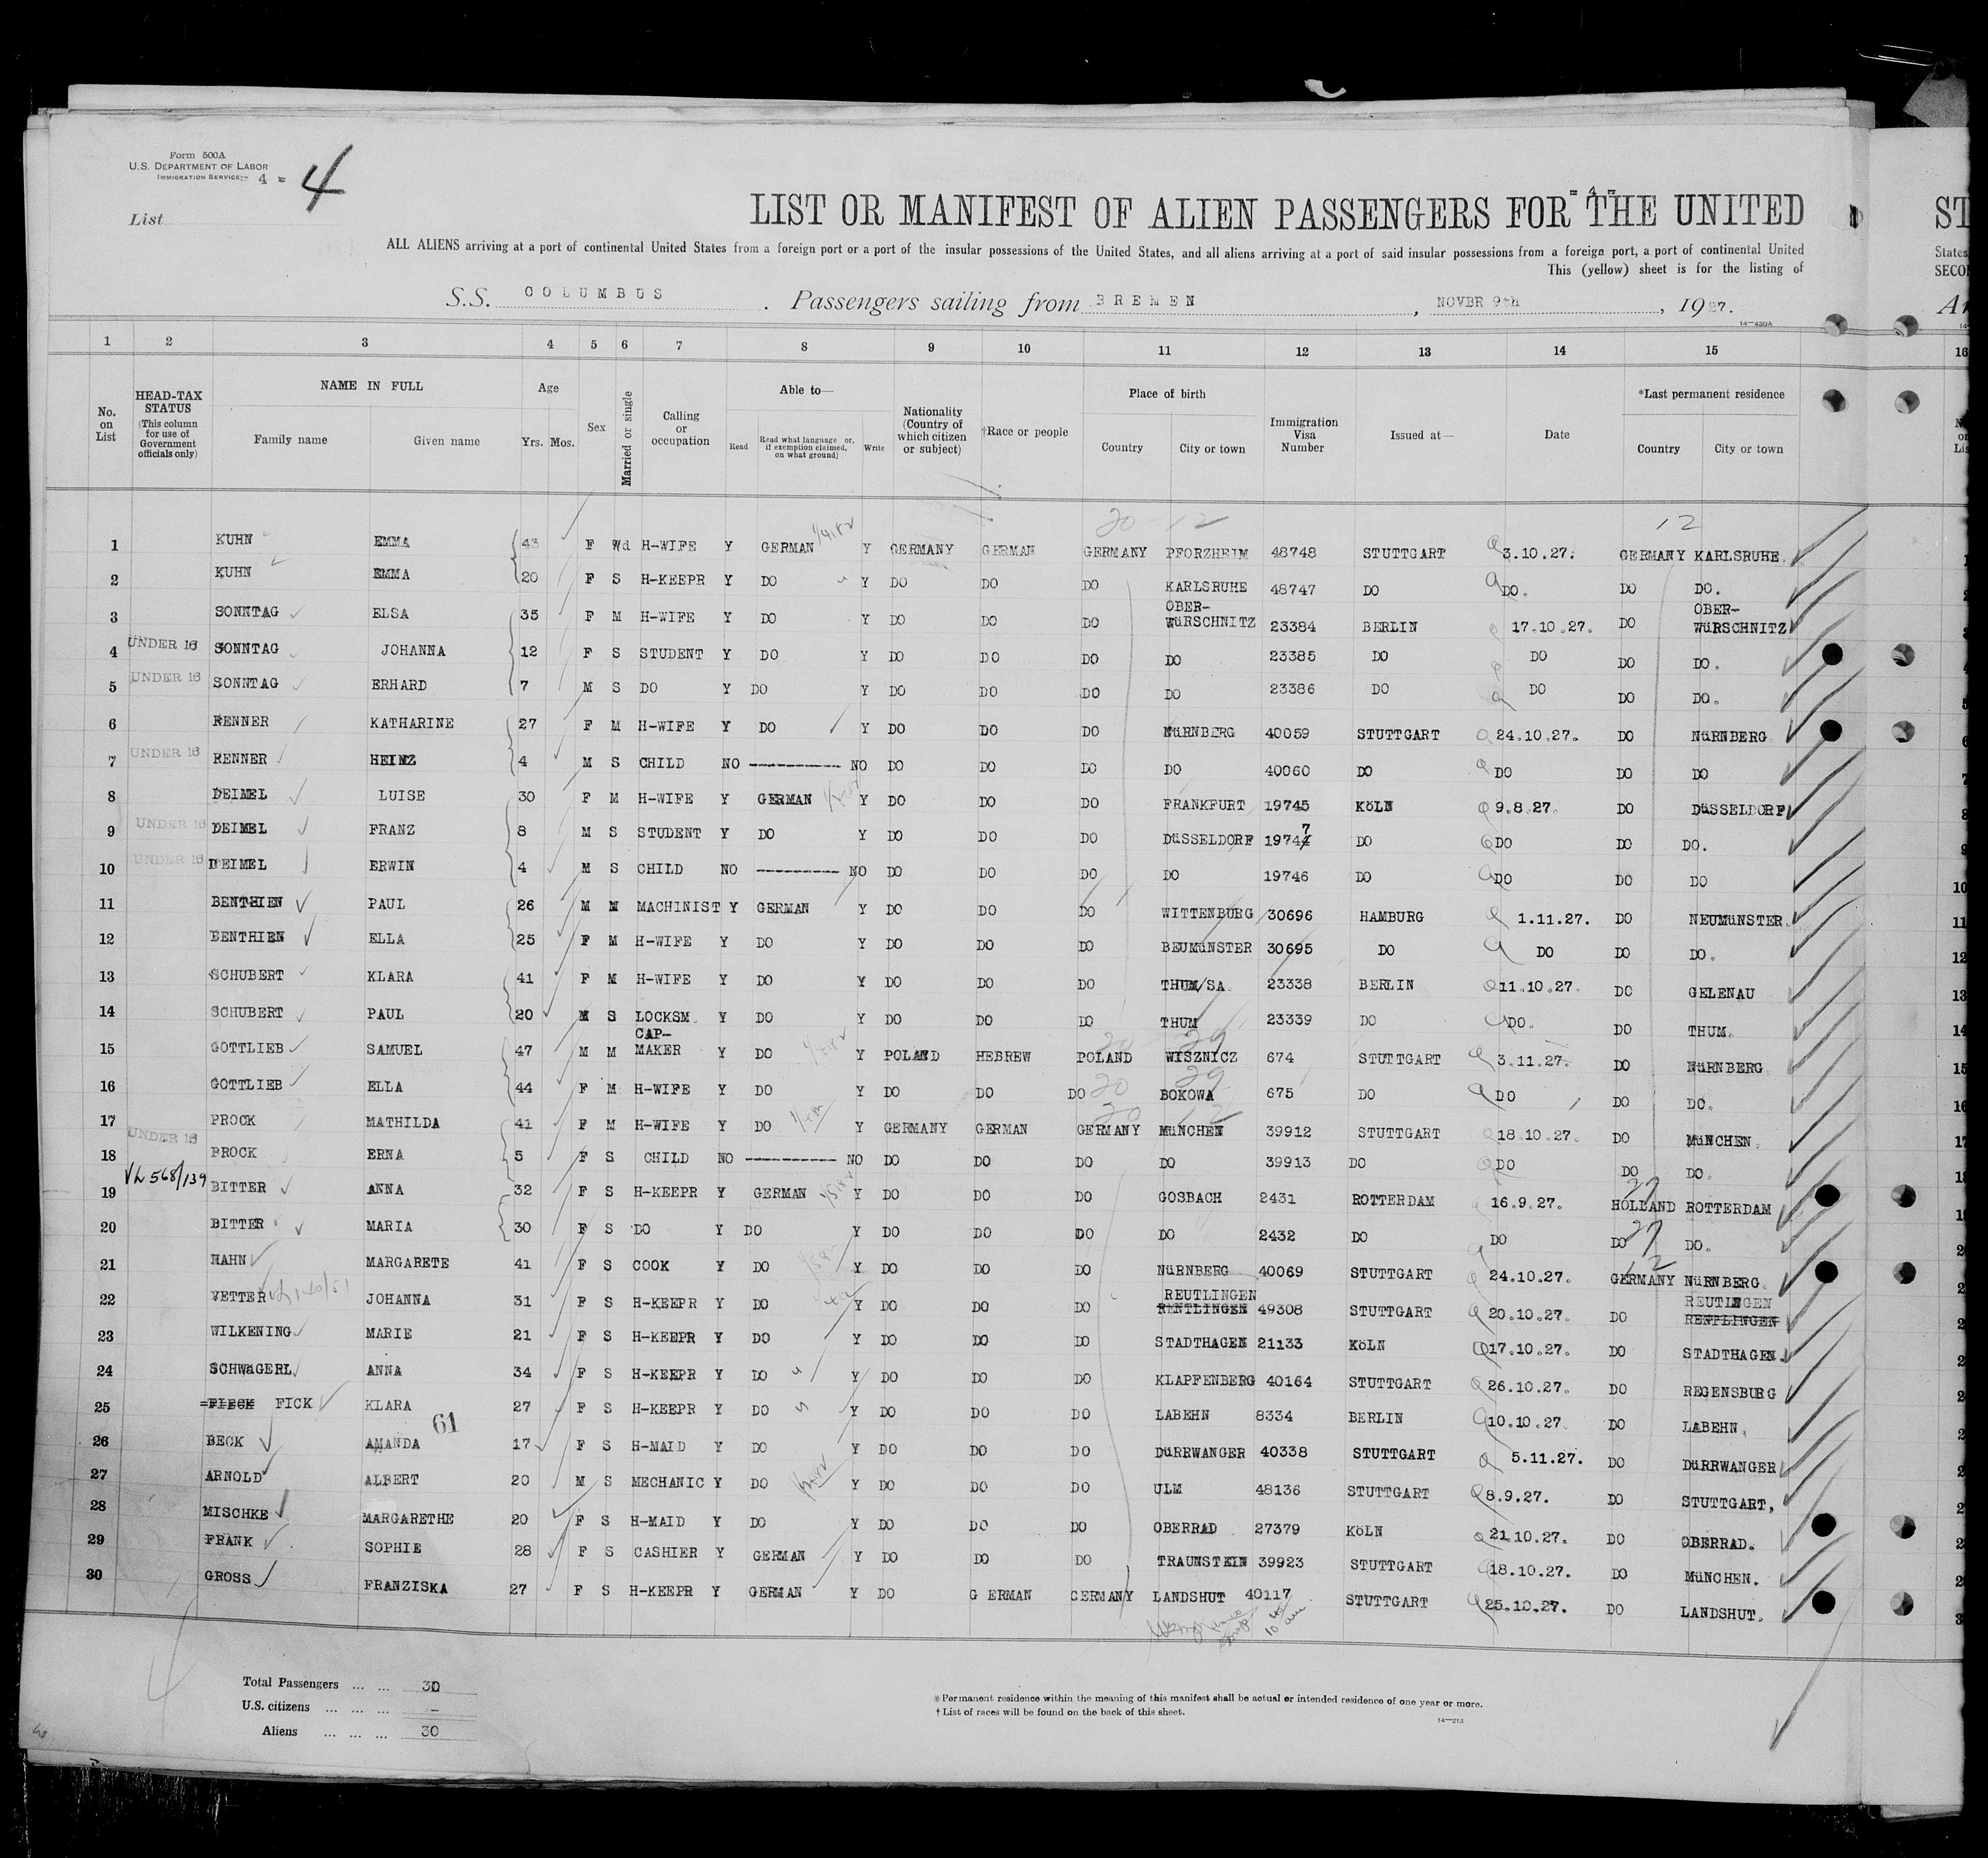 Form 500A
U.S. DEPARTMENT OF LABOR
IMMIGRATION SERVICE - 4 = 4
List
= 4 =
LIST OR MANIFEST OF ALIEN PASSENGERS FOR THE UNITED ST
ALL ALIENS arriving at a port of continental United States from a foreign port or a port of the insular possessions of the United States, and all aliens arriving at a port of said insular possessions from a foreign port, a port of continental United States
This (yellow) sheet is for the listing of
S.S. COLUMBUS. Passengers sailing from BREMEN, NOVBR 9th, 1927.
14—430A
1 2 3 4 5 6 7 8 9 10 11 12 13 14 15 16
No. on List
HEAD-TAX STATUS (This column for use of Government officials only)
NAME IN FULL
Family name Given name
Age Yrs. Mos.
Sex
Married or single
Calling or occupation
Able to—
Read Read what language or, if exemption claimed, on what ground] Write
Nationality (Country of which citizen or subject)
†Race or people
Place of birth
Country City or town
Immigration Visa Number
Issued at—
Date
*Last permanent residence
Country City or town
20 12 12
1 KUHN EMMA 43 F Wd H-WIFE Y GERMAN Y GERMANY GERMAN GERMANY PFORZHEIM 48748 STUTTGART 3.10.27. GERMANY KARLSRUHE
2 KUHN EMMA 20 F S H-KEEPR Y DO Y DO DO DO KARLSRUHE 48747 DO DO. DO DO.
3 SONNTAG ELSA 35 F M H-WIFE Y DO Y DO DO DO OBER-WüRSCHNITZ 23384 BERLIN 17.10.27. DO OBER-WüRSCHNITZ
4 UNDER 16 SONNTAG JOHANNA 12 F S STUDENT Y DO Y DO DO DO DO 23385 DO DO DO DO.
5 UNDER 16 SONNTAG ERHARD 7 M S DO Y DO Y DO DO DO DO 23386 DO DO DO DO.
6 RENNER KATHARINE 27 F M H-WIFE Y DO Y DO DO DO NüRNBERG 40059 STUTTGART 24.10.27. DO NüRNBERG
7 UNDER 16 RENNER HEINZ 4 M S CHILD NO ---------- NO DO DO DO DO 40060 DO DO DO DO
8 DEIMEL LUISE 30 F M H-WIFE Y GERMAN Y DO DO DO FRANKFURT 19745 KöLN 9.8.27. DO DüSSELDORF
9 UNDER 16 DEIMEL FRANZ 8 M S STUDENT Y DO Y DO DO DO DüSSELDORF 19747 DO DO DO DO.
10 UNDER 16 DEIMEL ERWIN 4 M S CHILD NO ---------- NO DO DO DO DO 19746 DO DO DO DO
11 BENTHIEN PAUL 26 M M MACHINIST Y GERMAN Y DO DO DO WITTENBURG 30696 HAMBURG 1.11.27. DO NEUMüNSTER
12 BENTHIEN ELLA 25 F M H-WIFE Y DO Y DO DO DO BEUMüNSTER 30695 DO DO DO DO.
13 SCHUBERT KLARA 41 F M H-WIFE Y DO Y DO DO DO THUM/SA. 23338 BERLIN 11.10.27. DO GELENAU
14 SCHUBERT PAUL 20 M S LOCKSM. Y DO Y DO DO DO THUM 23339 DO DO. DO THUM.
15 GOTTLIEB SAMUEL 47 M M CAP-MAKER Y DO Y POLAND HEBREW POLAND WISZNICZ 674 STUTTGART 3.11.27. DO NüRNBERG
16 GOTTLIEB ELLA 44 F M H-WIFE Y DO Y DO DO DO BOKOWA 675 DO DO DO DO.
17 PROCK MATHILDA 41 F M H-WIFE Y DO Y GERMANY GERMAN GERMANY MüNCHEN 39912 STUTTGART 18.10.27. DO MüNCHEN.
18 UNDER 16 PROCK ERNA 5 F S CHILD NO ---------- NO DO DO DO DO 39913 DO DO DO DO.
19 568/139 BITTER ANNA 32 F S H-KEEPR Y GERMAN Y DO DO DO GOSBACH 2431 ROTTERDAM 16.9.27. HOLLAND ROTTERDAM
20 BITTER MARIA 30 F S DO Y DO Y DO DO DO DO 2432 DO DO DO DO.
21 HAHN MARGARETE 41 F S COOK Y DO Y DO DO DO NüRNBERG 40069 STUTTGART 24.10.27. GERMANY NüRNBERG
22 VETTER JOHANNA 31 F S H-KEEPR Y DO Y DO DO DO REUTLINGEN RENTLINGEN 49308 STUTTGART 20.10.27. DO REUTLINGEN RENTLINGEN
23 WILKENING MARIE 21 F S H-KEEPR Y DO Y DO DO DO STADTHAGEN 21133 KöLN 17.10.27. DO STADTHAGEN.
24 SCHWaGERL ANNA 34 F S H-KEEPR Y DO Y DO DO DO KLAPFENBERG 40164 STUTTGART 26.10.27. DO REGENSBURG
25 FLECK FICK KLARA 27 F S H-KEEPR Y DO Y DO DO DO LABEHN 8334 BERLIN 10.10.27. DO LABEHN.
61
26 BECK AMANDA 17 F S H-MAID Y DO Y DO DO DO DüRRWANGER 40338 STUTTGART 5.11.27. DO DüRRWANGER
27 ARNOLD ALBERT 20 M S MECHANIC Y DO Y DO DO DO ULM 48136 STUTTGART 8.9.27. DO STUTTGART,
28 MISCHKE MARGARETHE 20 F S H-MAID Y DO Y DO DO DO OBERRAD 27379 KöLN 21.10.27. DO OBERRAD.
29 FRANK SOPHIE 28 F S CASHIER Y GERMAN Y DO DO DO TRAUNSTEIN 39923 STUTTGART 18.10.27. DO MüNCHEN.
30 GROSS FRANZISKA 27 F S H-KEEPR Y GERMAN Y DO GERMAN GERMANY LANDSHUT 40117 STUTTGART 25.10.27. DO LANDSHUT.
Total Passengers ... ... 30
U.S. citizens ... ... ... -
Aliens ... ... ... 30
*Permanent residence within the meaning of this manifest shall be actual or intended residence of one year or more.
† List of races will be found on the back of this sheet.
14—213